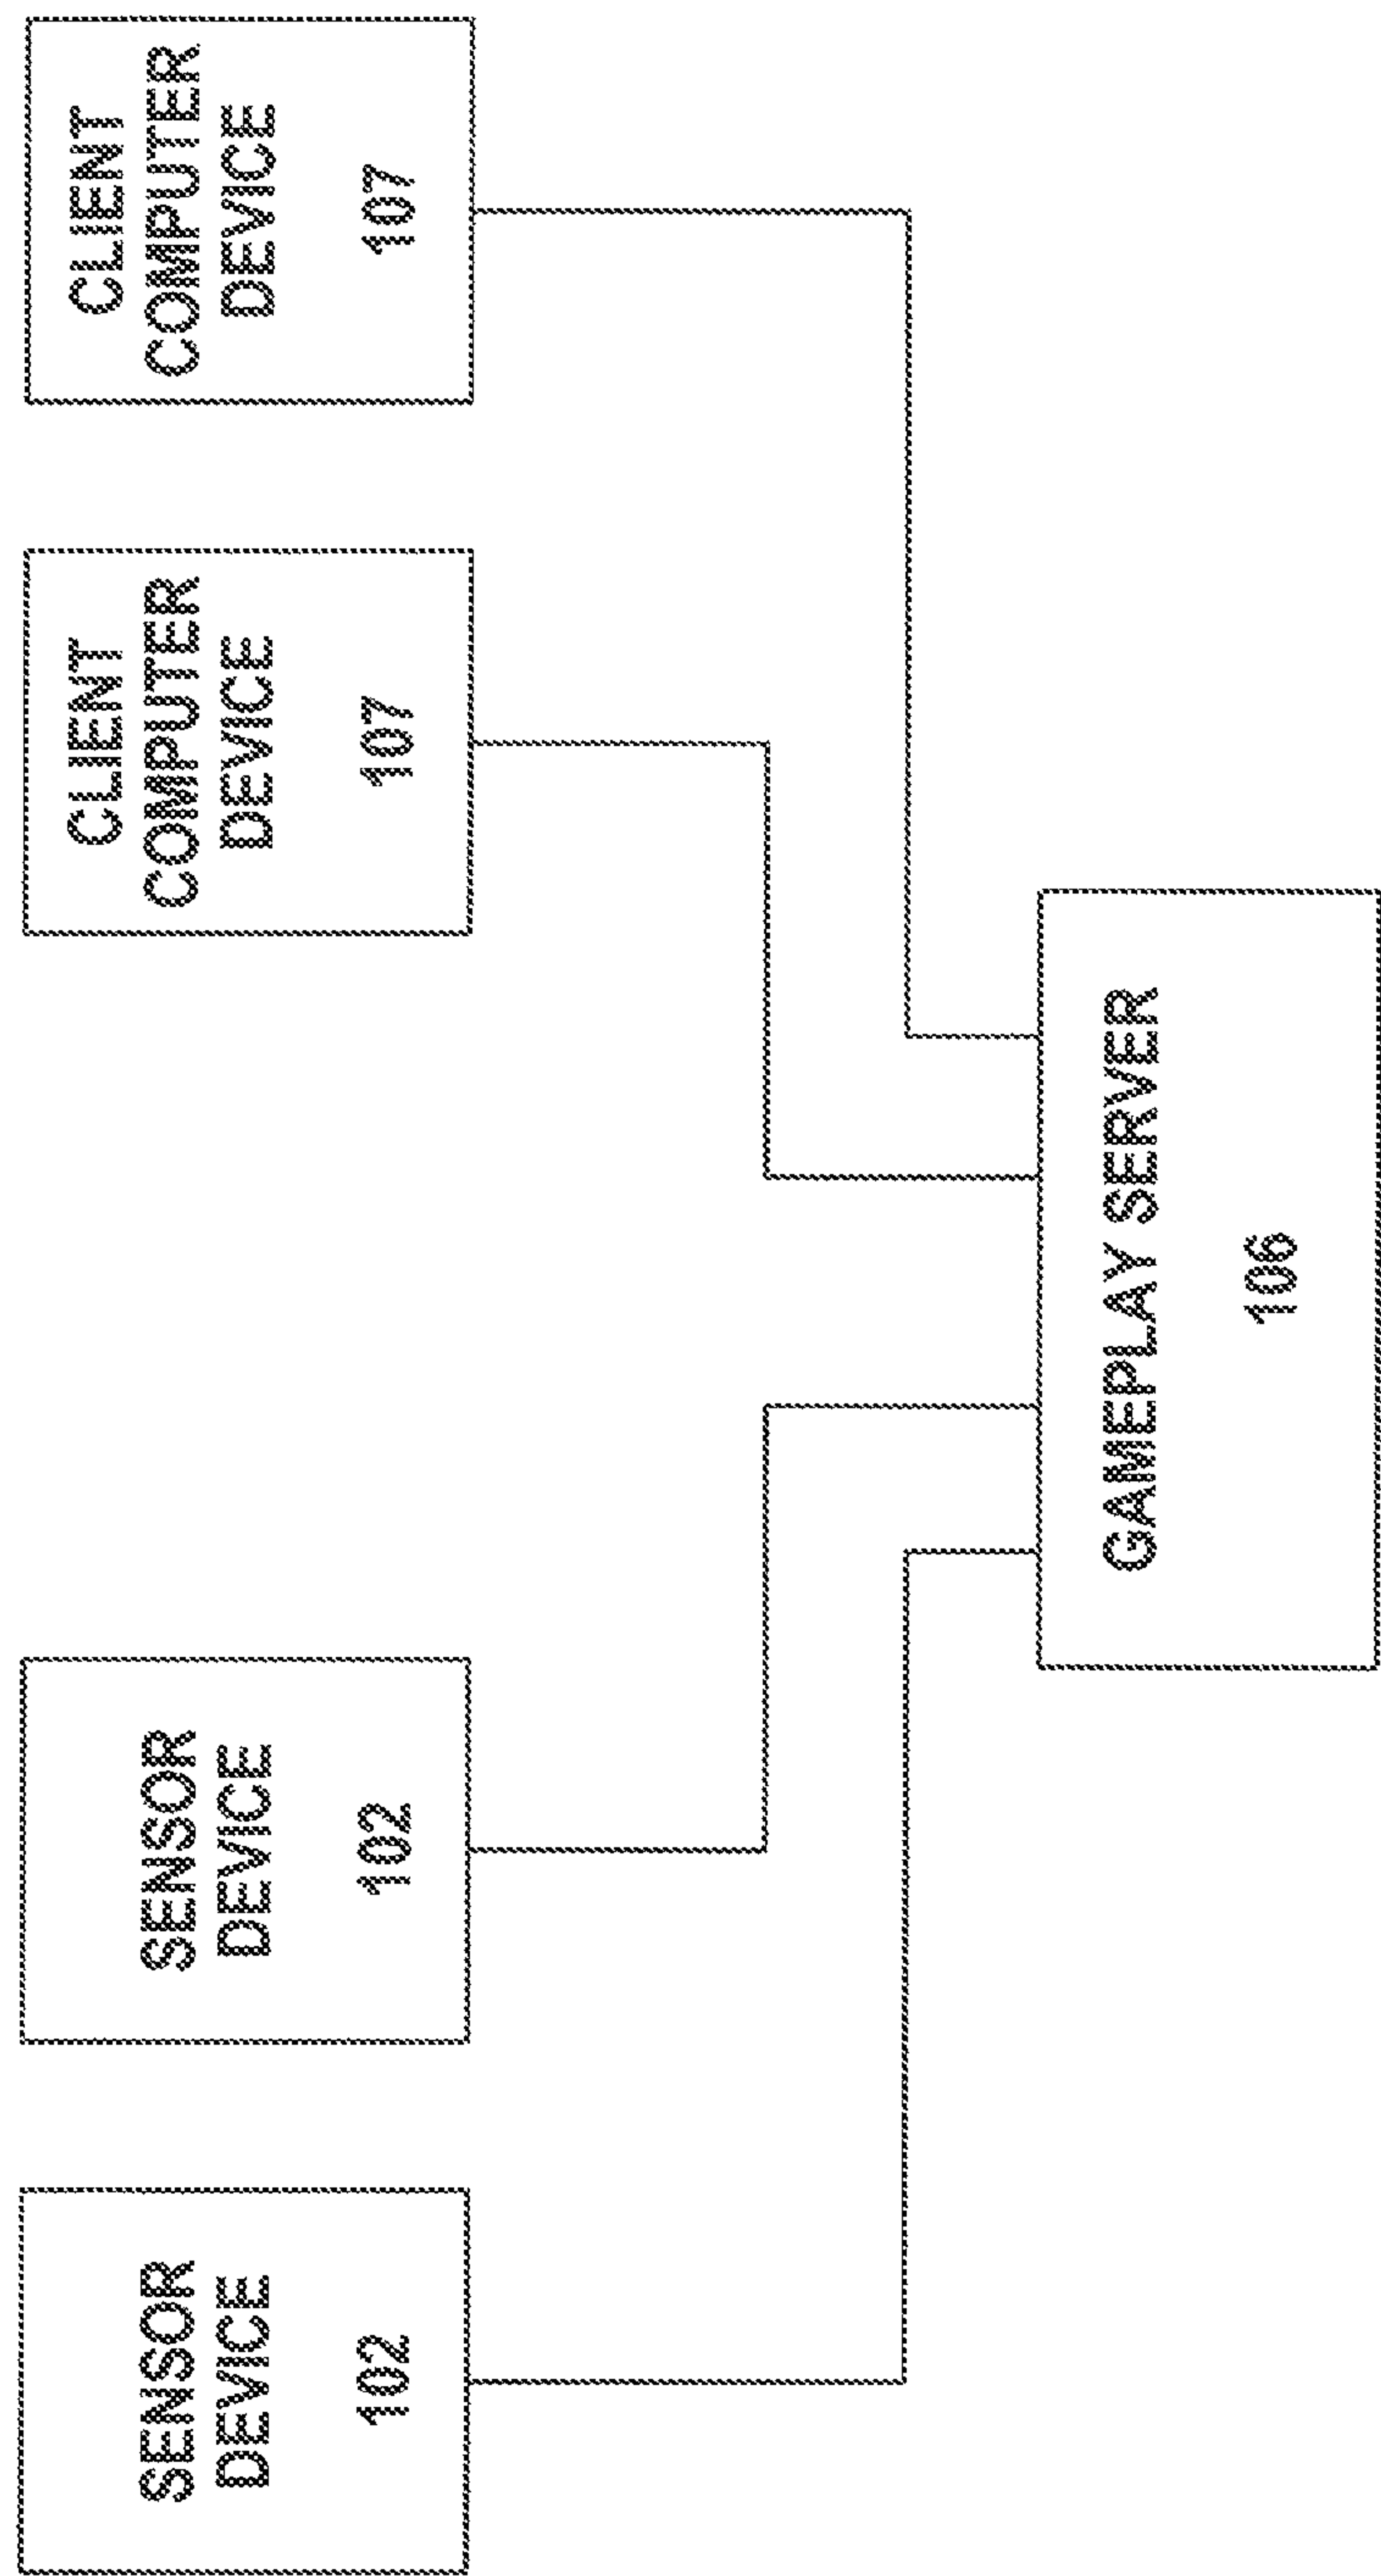 SENSOR
DEVICE
102
SENSOR
DEVICE
102
CLIENT
COMPUTER
DEVICE
107
CLIENT
COMPUTER
DEVICE
107
GAMEPLAY SERVER
106